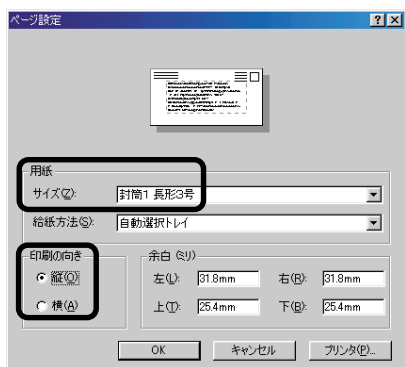 ページ設定
用紙
サイズ(Z): 封筒1 長形3号
給紙方法(S): 自動選択トレイ
印刷の向き
縦(O)
横(A)
余白 (ミリ)
左(L): 31.8mm 右(R): 31.8mm
上(T): 25.4mm 下(B): 25.4mm
OK キャンセル プリンタ(P)...